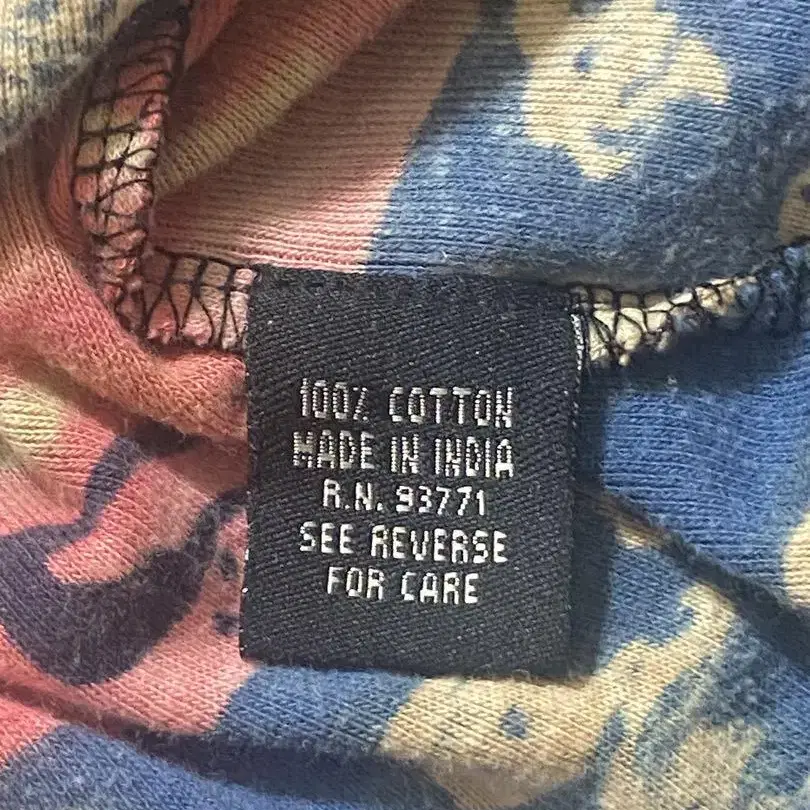 100% COTTON
MADE IN INDIA
R.N. 93771
SEE REVERSE
FOR CARE